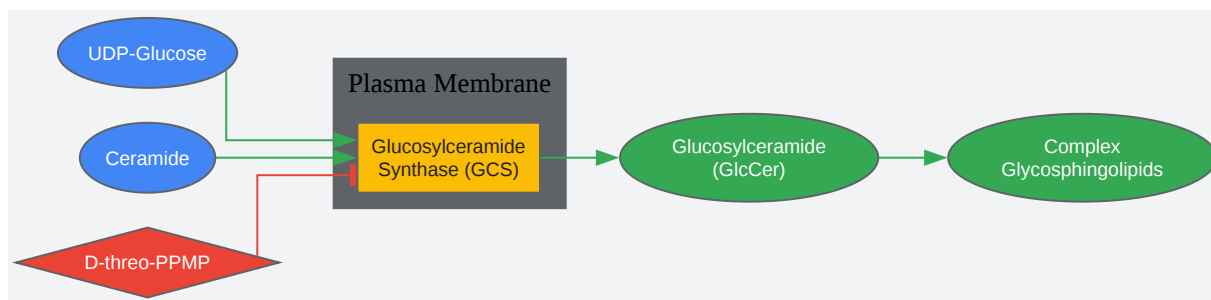 UDP-Glucose
Plasma Membrane
Ceramide
Glucosylceramide
Synthase (GCS)
Glucosylceramide
(GlcCer)
Complex
Glycosphingolipids
D-threo-PPMP